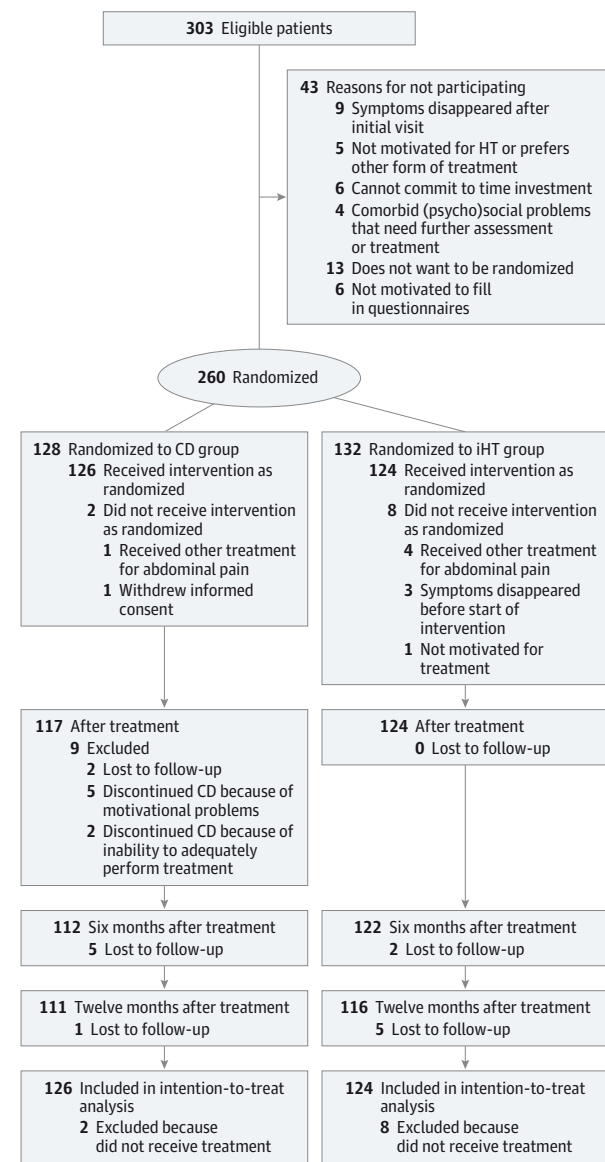 303 Eligible patients
43 Reasons for not participating
9 Symptoms disappeared after
initial visit
5 Not motivated for HT or prefers
other form of treatment
6 Cannot commit to time investment
4 Comorbid (psycho)social problems
that need further assessment
or treatment
13 Does not want to be randomized
6 Not motivated to fill
in questionnaires
260 Randomized
128 Randomized to CD group
126 Received intervention as
randomized
2 Did not receive intervention
as randomized
1 Received other treatment
for abdominal pain
1 Withdrew informed
consent
132 Randomized to iHT group
124 Received intervention as
randomized
8 Did not receive intervention
as randomized
4 Received other treatment
for abdominal pain
3 Symptoms disappeared
before start of
intervention
1 Not motivated for
treatment
117 After treatment
9 Excluded
2 Lost to follow-up
5 Discontinued CD because of
motivational problems
2 Discontinued CD because of
inability to adequately
perform treatment
124 After treatment
0 Lost to follow-up
112 Six months after treatment
5 Lost to follow-up
122 Six months after treatment
2 Lost to follow-up
111 Twelve months after treatment
1 Lost to follow-up
116 Twelve months after treatment
5 Lost to follow-up
126 Included in intention-to-treat
analysis
2 Excluded because
did not receive treatment
124 Included in intention-to-treat
analysis
8 Excluded because
did not receive treatment